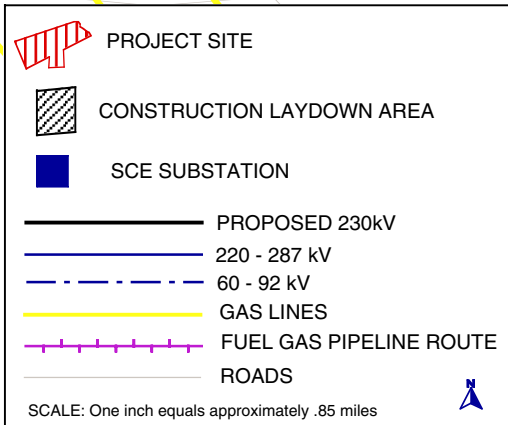 PROJECT SITE
CONSTRUCTION LAYDOWN AREA
SCE SUBSTATION
PROPOSED 230kV
220 - 287 kV
60 - 92 kV
GAS LINES
FUEL GAS PIPELINE ROUTE
ROADS
N
SCALE: One inch equals approximately .85 miles